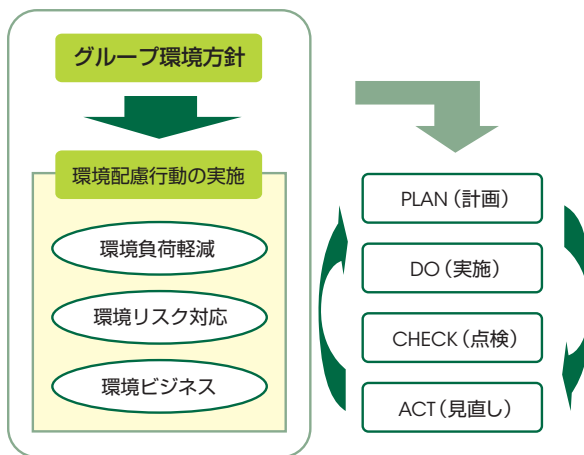 グループ環境方針
環境配慮行動の実施
環境負荷軽減
環境リスク対応
環境ビジネス
PLAN（計画）
DO（実施）
CHECK（点検）
ACT（見直し）